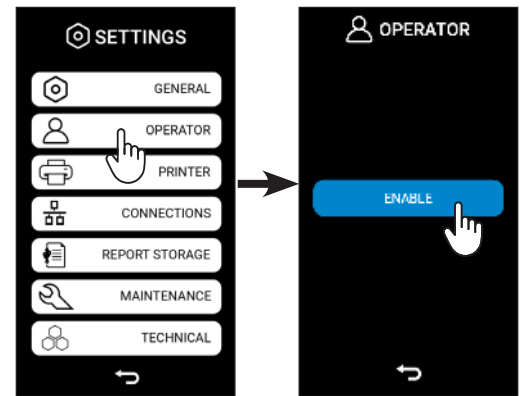 SETTINGS
GENERAL
OPERATOR
PRINTER
CONNECTIONS
REPORT STORAGE
MAINTENANCE
TECHNICAL
OPERATOR
ENABLE